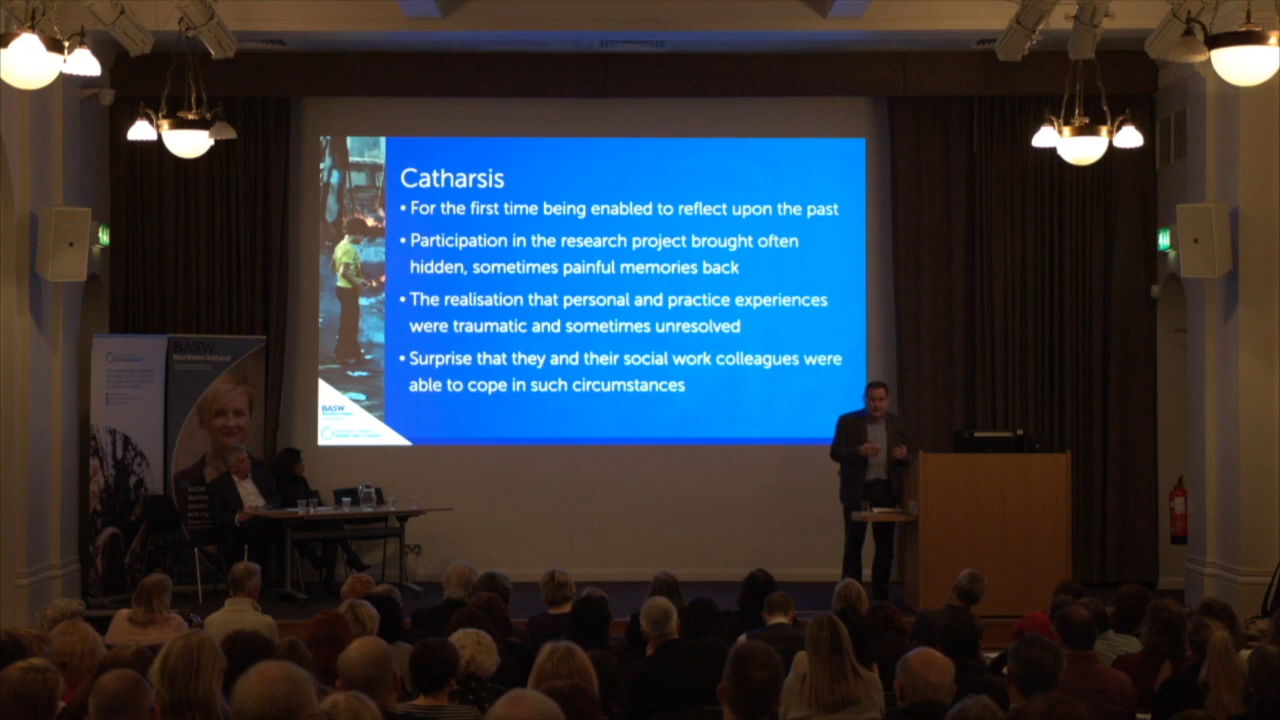 Catharsis
• For the first time being enabled to reflect upon the past
• Participation in the research project brought often
hidden, sometimes painful memories back
• The realisation that personal and practice experiences
were traumatic and sometimes unresolved
• Surprise that they and their social work colleagues were
able to cope in such circumstances
BASW
BASW
Northern Ireland
BASW